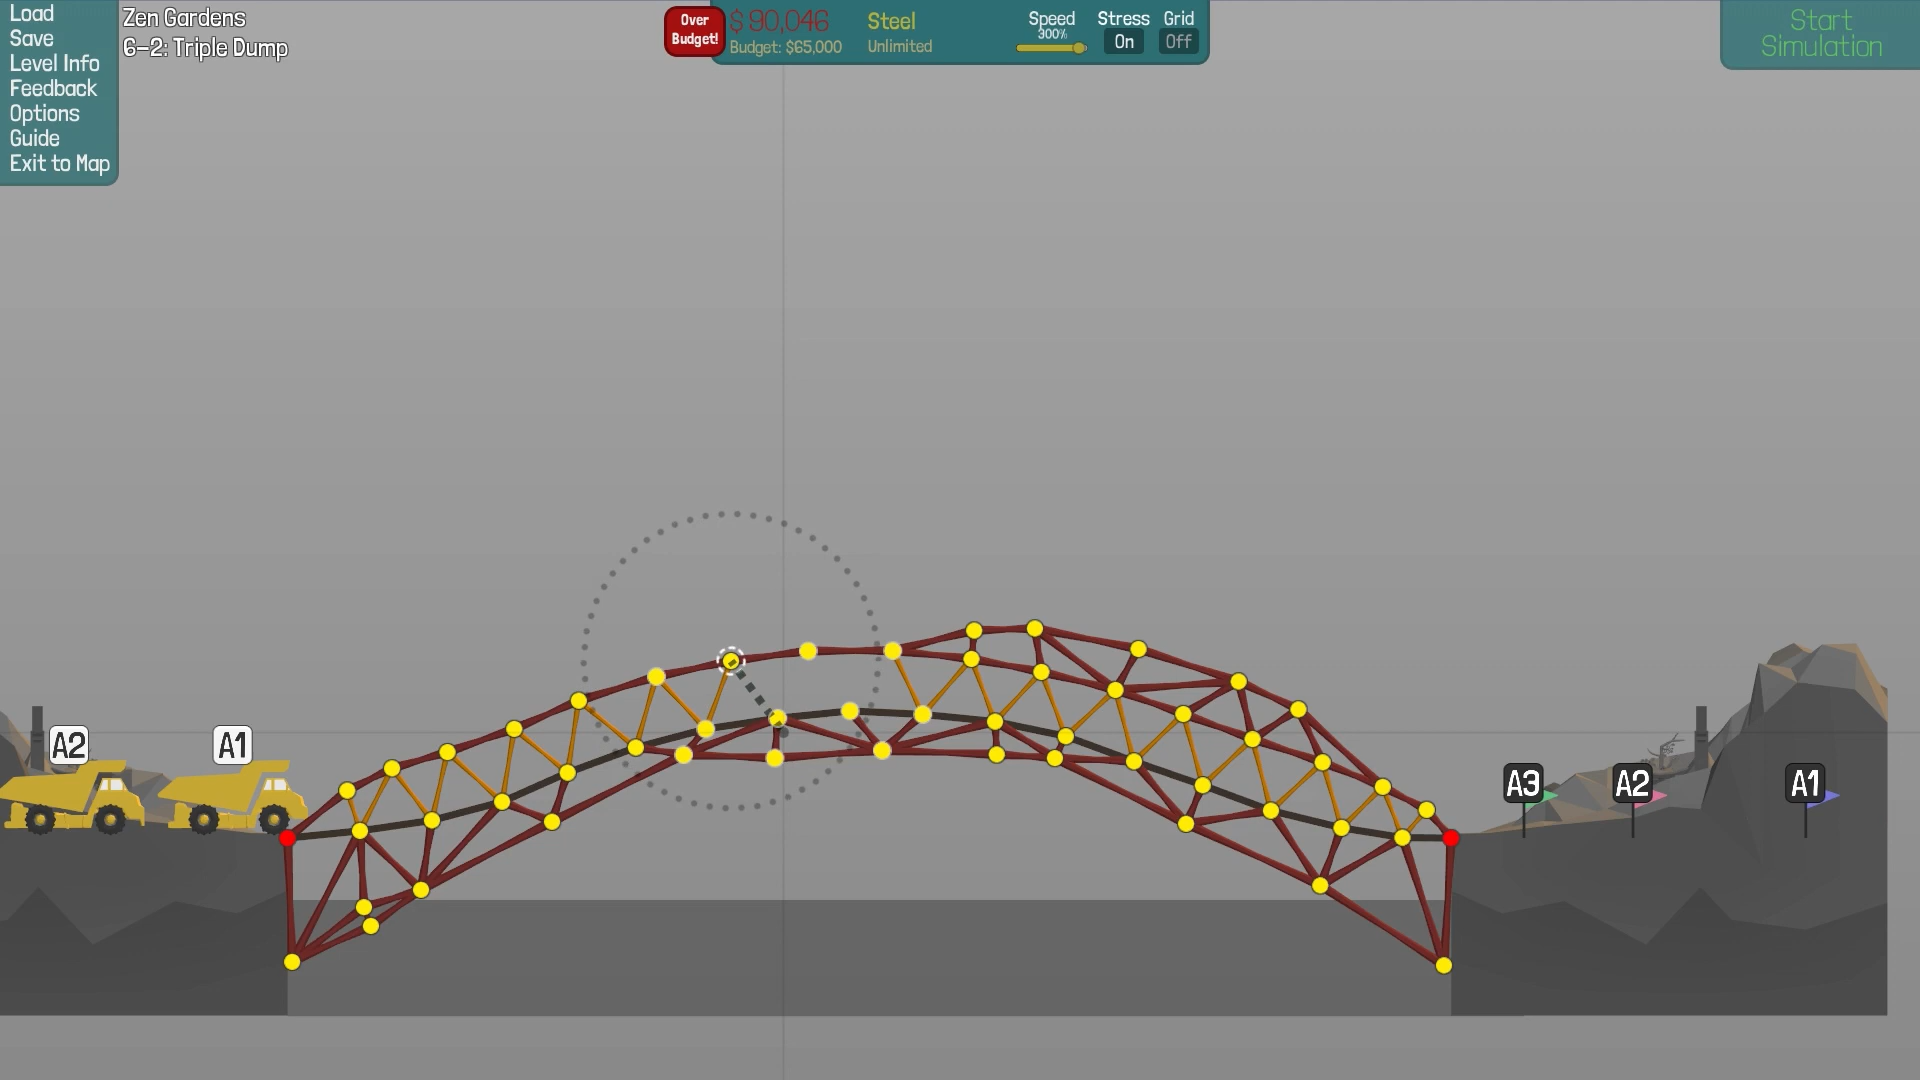 Load
Save
Level Info
Feedback
Options
Guide
Exit to Map
Zen Gardens
6-2: Triple Dump
Over Budget!
$ 90,046
Budget: $65,000
Steel
Unlimited
Speed
300%
Stress
On
Grid
Off
Start
Simulation
A2
A1
A3
A2
A1